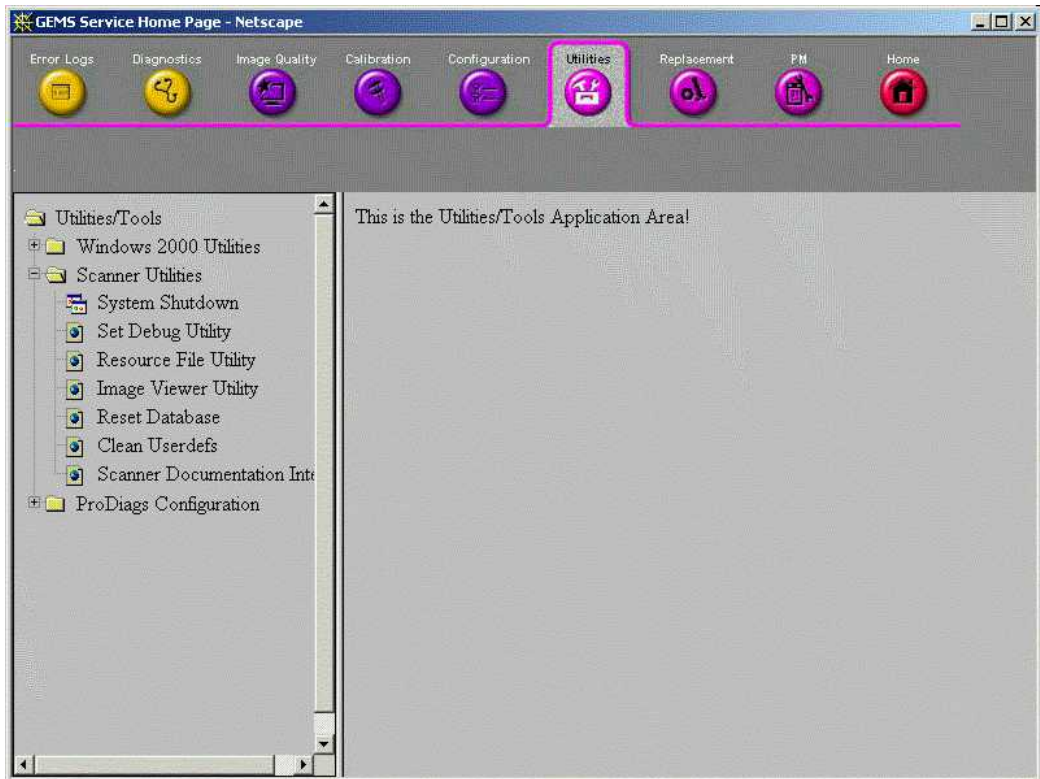 GEMS Service Home Page - Netscape
Error Logs Diagnostics Image Quality Calibration Configuration Utilities Replacement PM Home
Utilities/Tools
Windows 2000 Utilities
Scanner Utilities
System Shutdown
Set Debug Utility
Resource File Utility
Image Viewer Utility
Reset Database
Clean Userdefs
Scanner Documentation Inte
ProDiags Configuration
This is the Utilities/Tools Application Area!